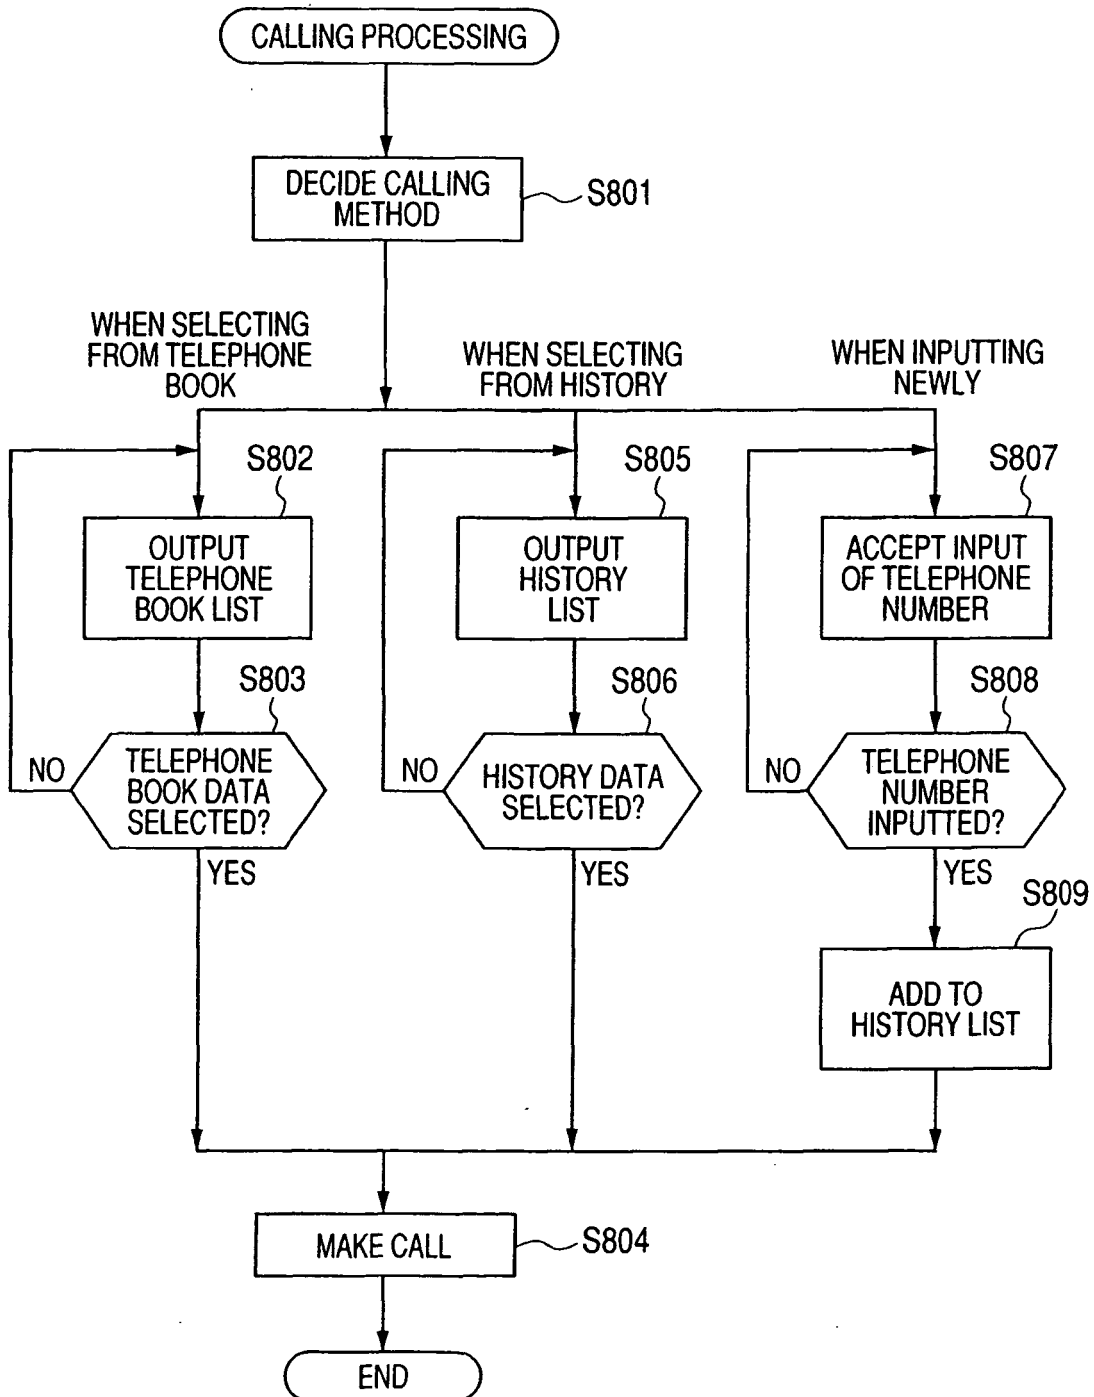 CALLING PROCESSING
DECIDE CALLING
METHOD
S801
WHEN SELECTING
FROM TELEPHONE
BOOK
WHEN SELECTING
FROM HISTORY
WHEN INPUTTING
NEWLY
S802
S805
S807
OUTPUT
TELEPHONE
BOOK LIST
OUTPUT
HISTORY
LIST
ACCEPT INPUT
OF TELEPHONE
NUMBER
S803
S806
S808
NO
TELEPHONE
BOOK DATA
SELECTED?
NO
HISTORY DATA
SELECTED?
NO
TELEPHONE
NUMBER
INPUTTED?
YES
YES
YES
S809
ADD TO
HISTORY LIST
MAKE CALL
S804
END